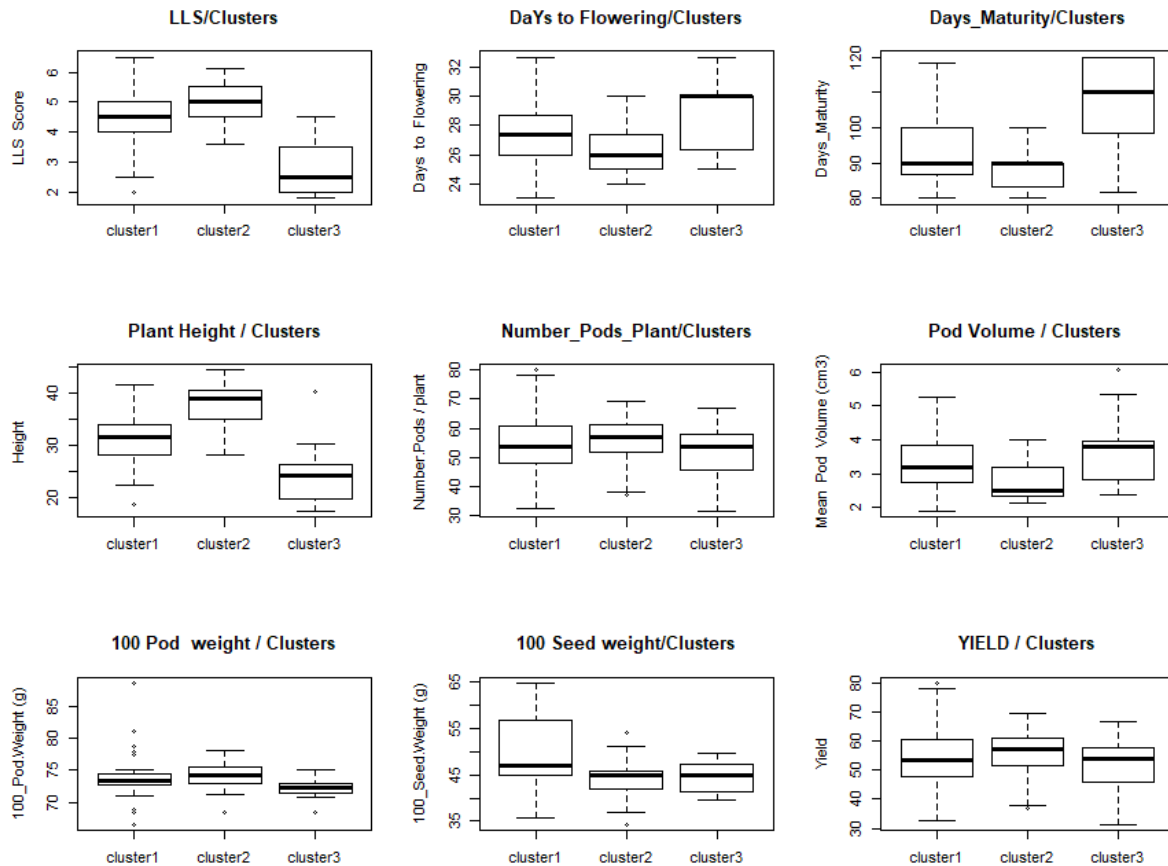 LLS/Clusters
LLS Score
6
5
4
3
2
cluster1 cluster2 cluster3
DaYs to Flowering/Clusters
Days to Flowering
32
30
28
26
24
cluster1 cluster2 cluster3
Days_Maturity/Clusters
Days_Maturity
120
100
90
80
cluster1 cluster2 cluster3
Plant Height / Clusters
Height
40
30
20
cluster1 cluster2 cluster3
Number_Pods_Plant/Clusters
Number.Pods / plant
80
70
60
50
40
30
cluster1 cluster2 cluster3
Pod Volume / Clusters
Mean Pod Volume (cm3)
6
5
4
3
2
cluster1 cluster2 cluster3
100 Pod weight / Clusters
100_Pod.Weight (g)
85
80
75
70
cluster1 cluster2 cluster3
100 Seed weight/Clusters
100_Seed.Weight (g)
65
55
45
35
cluster1 cluster2 cluster3
YIELD / Clusters
Yield
80
70
60
50
40
30
cluster1 cluster2 cluster3